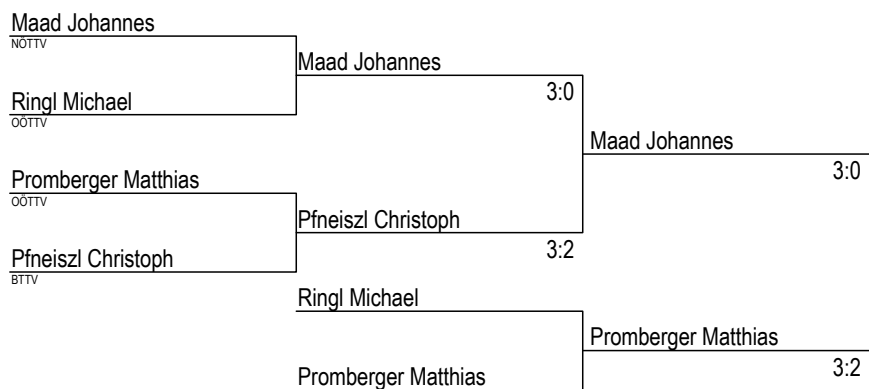 Maad Johannes
NÖTTV
Maad Johannes
3:0
Ringl Michael
OÖTTV
Maad Johannes
3:0
Promberger Matthias
OÖTTV
Pfneiszl Christoph
3:2
Pfneiszl Christoph
BTTV
Ringl Michael
Promberger Matthias
3:2
Promberger Matthias